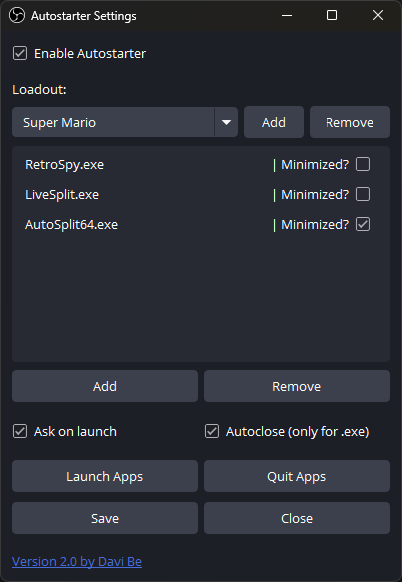 Autostarter Settings
Enable Autostarter
Loadout:
Super Mario Add Remove
RetroSpy.exe | Minimized?
LiveSplit.exe | Minimized?
AutoSplit64.exe | Minimized?
Add Remove
Ask on launch Autoclose (only for .exe)
Launch Apps Quit Apps
Save Close
Version 2.0 by Davi Be